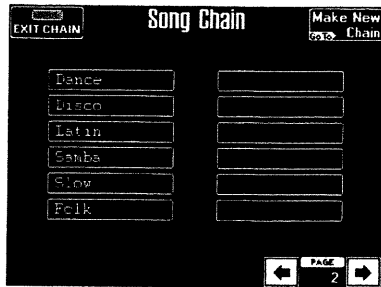 EXIT CHAIN
Song Chain
Make New
Go To Chain
Dance
Disco
Latin
Samba
Slow
Folk
PAGE
2